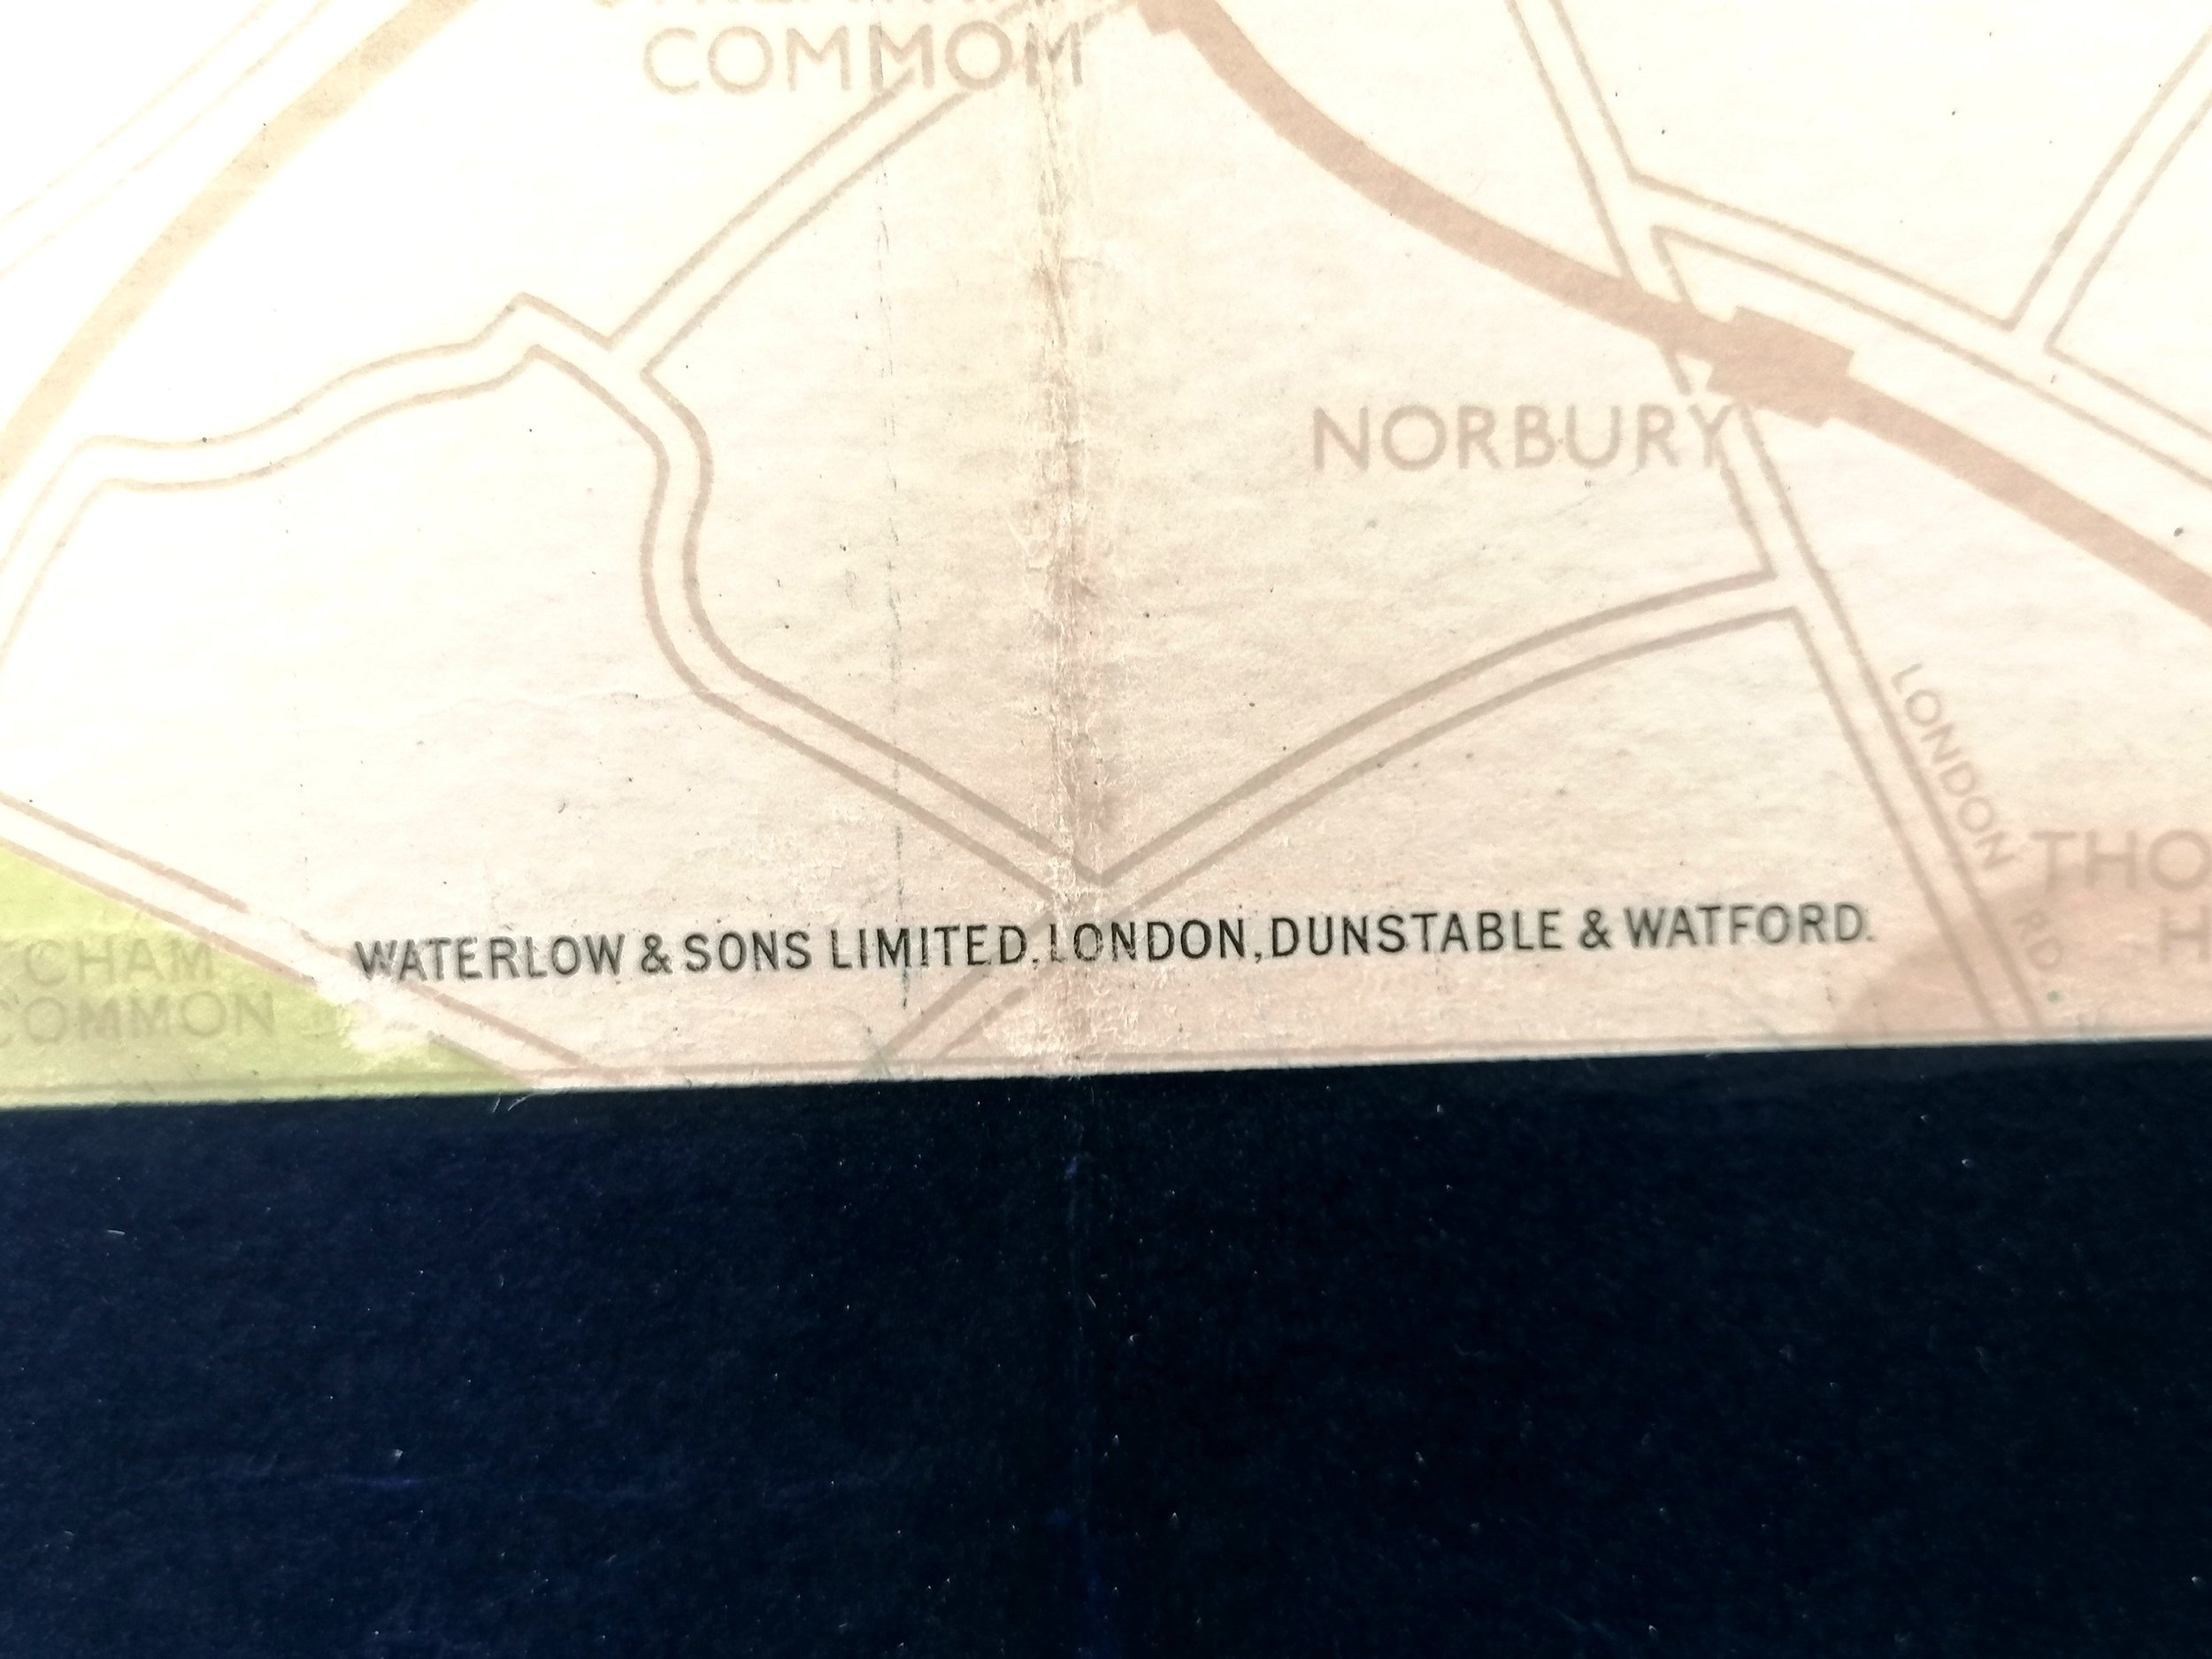 COMMOM
NORBURY
LONDON
RD.
WATERLOW & SONS LIMITED. LONDON, DUNSTABLE & WATFORD.
COMMON